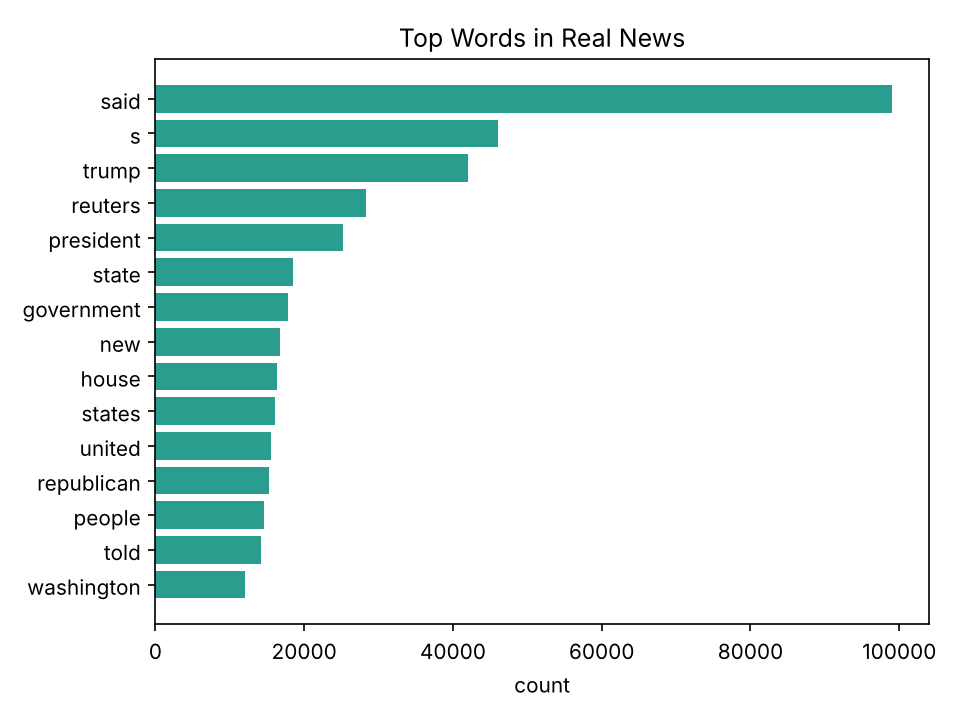 Top Words in Real News
said
s
trump
reuters
president
state
government
new
house
states
united
republican
people
told
washington
0 20000 40000 60000 80000 100000
count